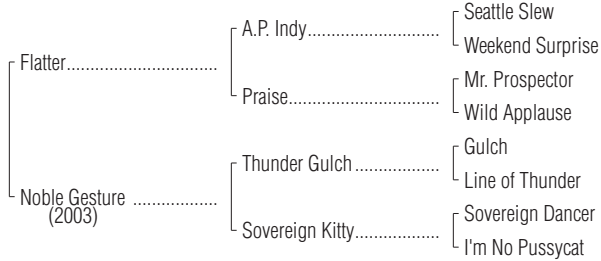 Seattle Slew
A.P. Indy..................................
Weekend Surprise
Flatter......................................
Mr. Prospector
Praise......................................
Wild Applause
Gulch
Thunder Gulch.....................
Line of Thunder
Noble Gesture .....................
(2003)
Sovereign Dancer
Sovereign Kitty.....................
I'm No Pussycat